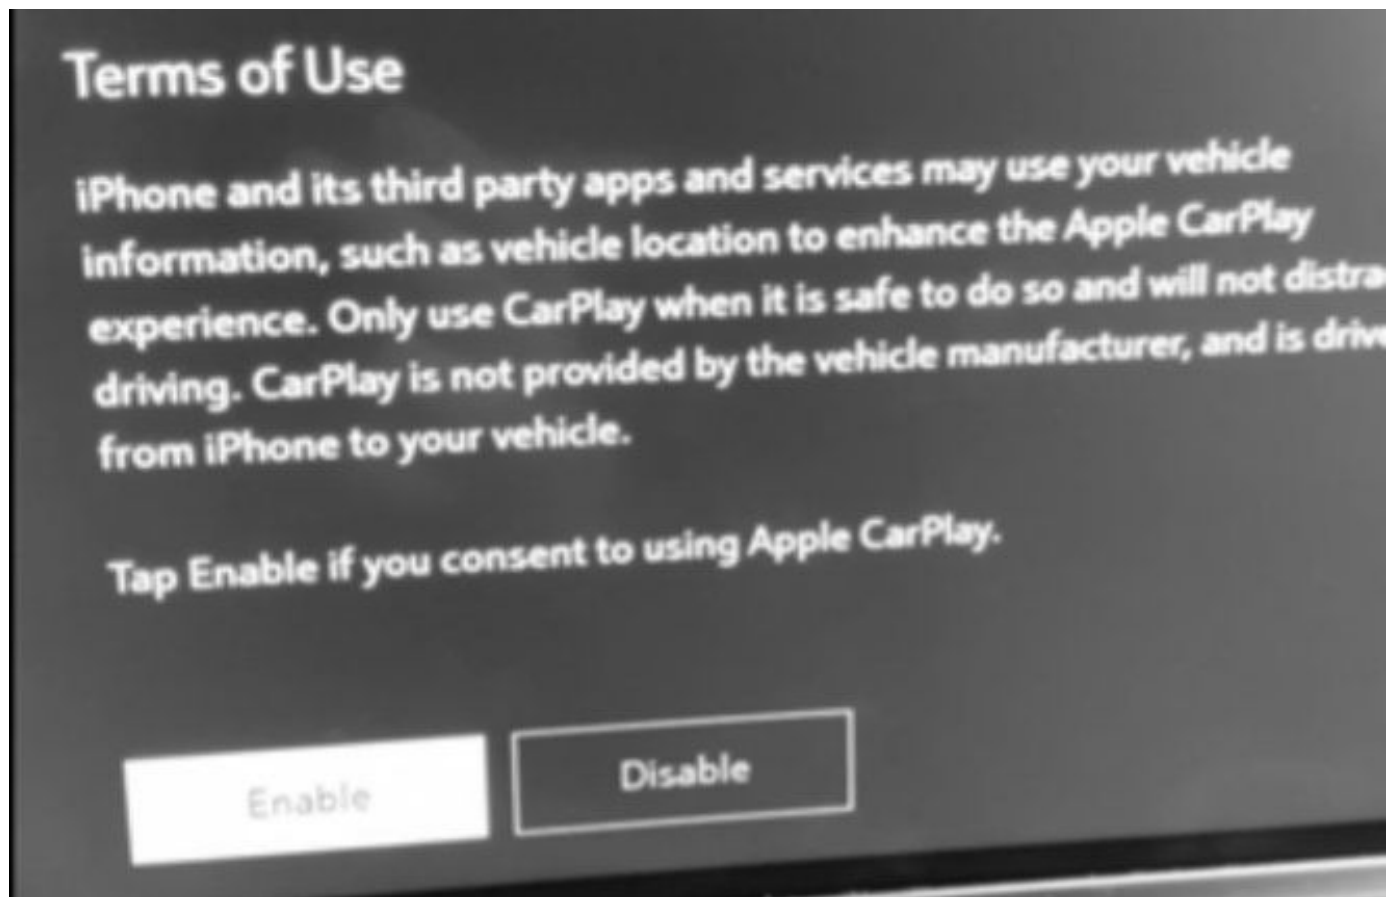 Terms of Use
iPhone and its third party apps and services may use your vehicle
information, such as vehicle location to enhance the Apple CarPlay
experience. Only use CarPlay when it is safe to do so and will not distra
driving. CarPlay is not provided by the vehicle manufacturer, and is drive
from iPhone to your vehicle.
Tap Enable if you consent to using Apple CarPlay.
Enable
Disable